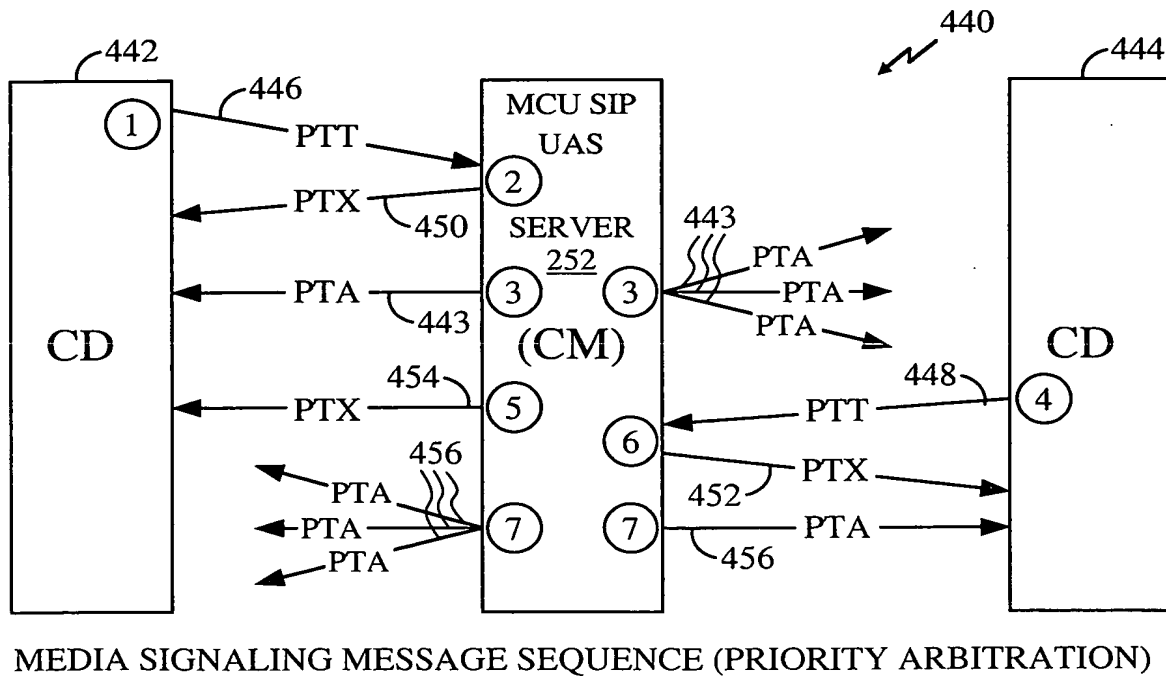 440
442
444
446
1
PTT
MCU SIP
UAS
2
PTX
450
SERVER
252
443
PTA
PTA
PTA
3
PTA
443
3
CD
(CM)
CD
454
PTX
5
448
PTT
4
6
PTX
452
456
PTA
PTA
PTA
7
7
PTA
456
MEDIA SIGNALING MESSAGE SEQUENCE (PRIORITY ARBITRATION)